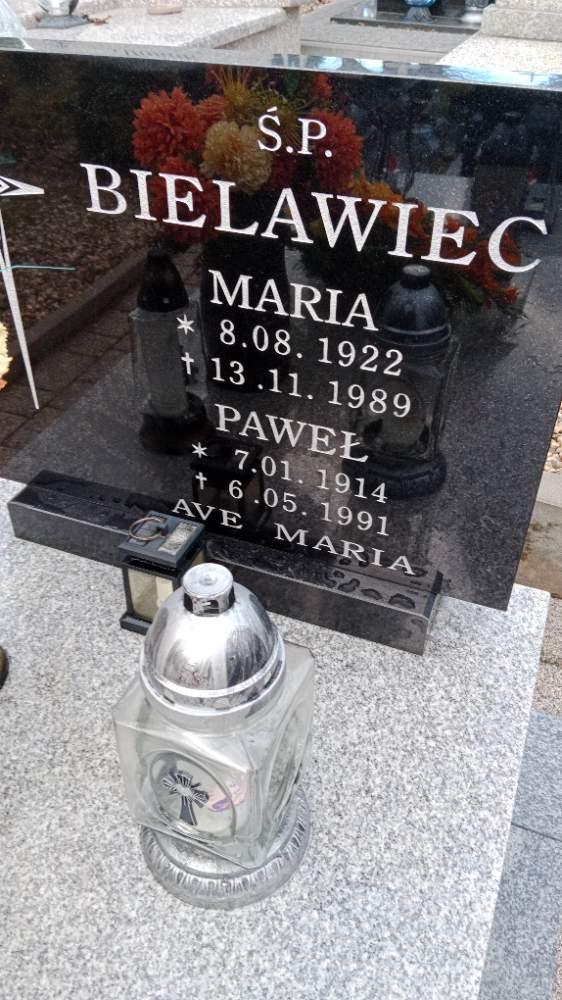 Ś.P.
BIELAWIEC
MARIA
* 8.08.1922
† 13.11.1989
PAWEŁ
* 7.01.1914
† 6.05.1991
AVE MARIA